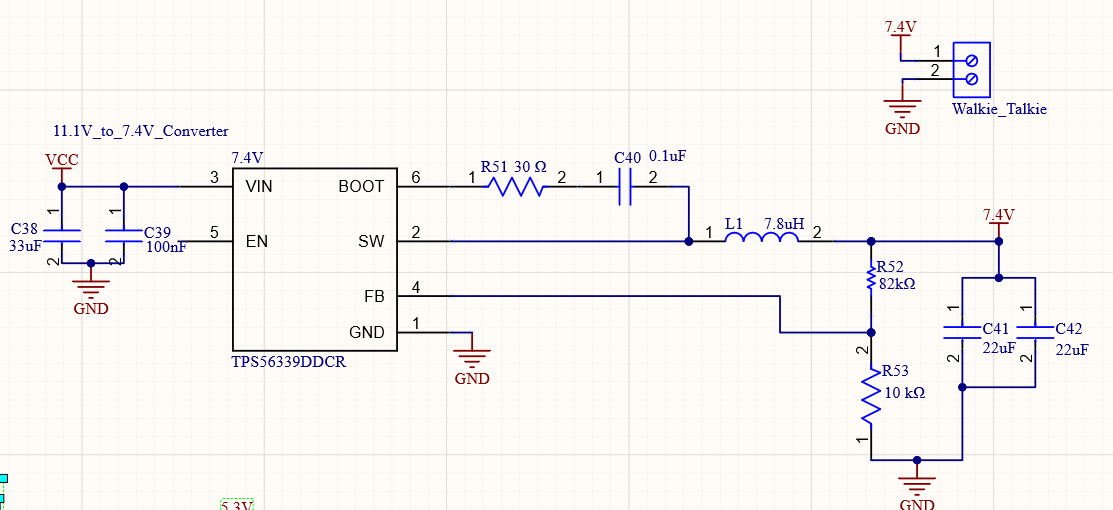 7.4V
1
2
Walkie_Talkie
GND
11.1V_to_7.4V_Converter
VCC
7.4V
3
VIN
BOOT
6
1
R51 30 Ω
2
1
C40 0.1uF
2
1
C38
33uF
2
1
C39
100nF
2
GND
5
EN
SW
2
1
L1 7.8uH
2
7.4V
FB
4
R52
82kΩ
GND
1
GND
TPS56339DDCR
2
R53
10 kΩ
1
1
C41
22uF
2
1
C42
22uF
2
GND
5.3V